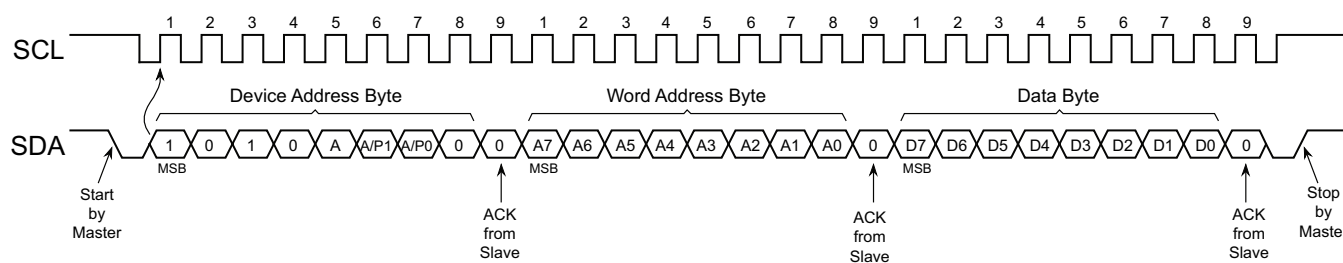 1 2 3 4 5 6 7 8 9 1 2 3 4 5 6 7 8 9 1 2 3 4 5 6 7 8 9
SCL
Device Address Byte Word Address Byte Data Byte
SDA 1 0 1 0 A A/P1 A/P0 0 0 A7 A6 A5 A4 A3 A2 A1 A0 0 D7 D6 D5 D4 D3 D2 D1 D0 0
MSB MSB MSB
Start
by
Master
ACK
from
Slave
ACK
from
Slave
ACK
from
Slave
Stop
by
Maste